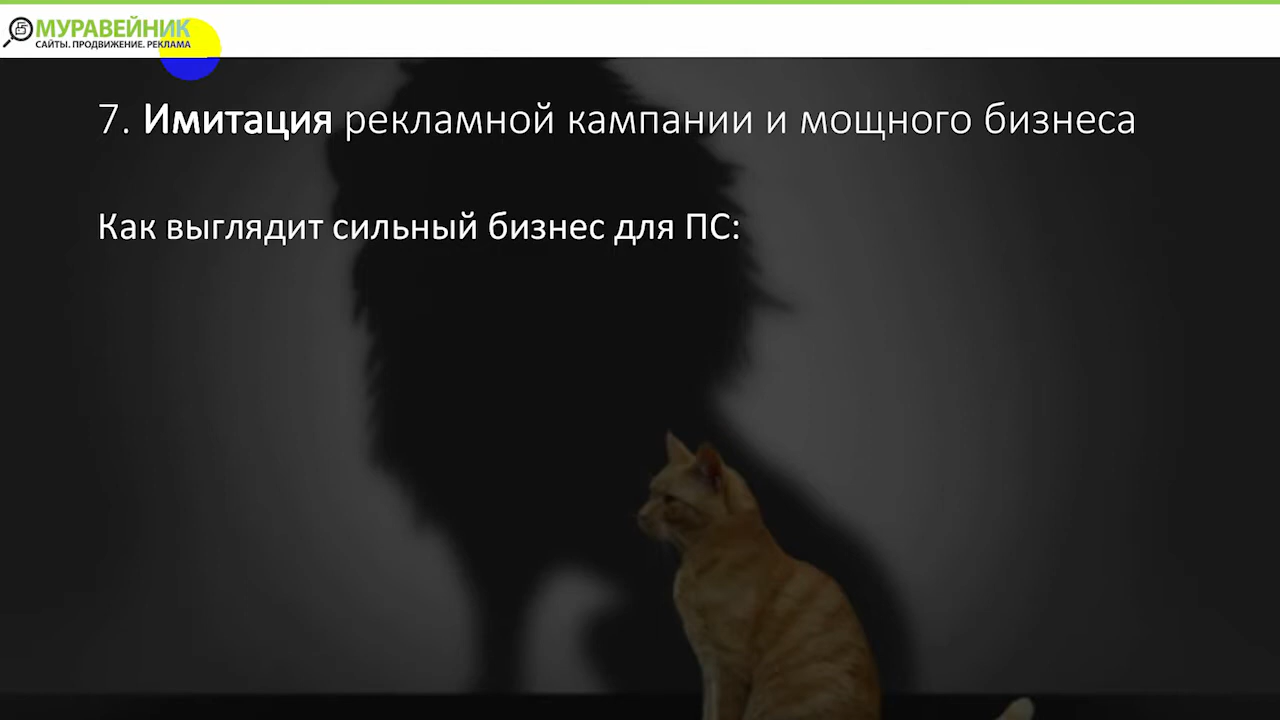 МУРАВЕЙНИК
САЙТЫ. ПРОДВИЖЕНИЕ. РЕКЛАМА
7. Имитация рекламной кампании и мощного бизнеса
Как выглядит сильный бизнес для ПС: